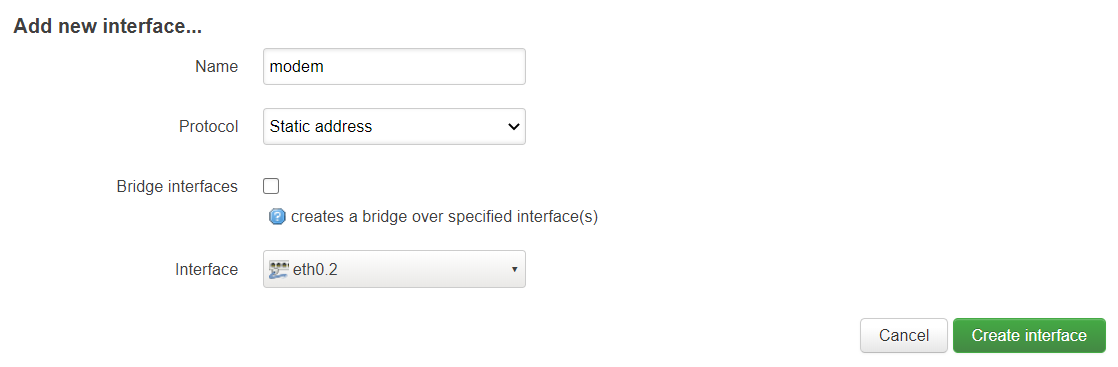 Add new interface...
Name modem
Protocol Static address
Bridge interfaces
creates a bridge over specified interface(s)
Interface eth0.2
Cancel Create interface